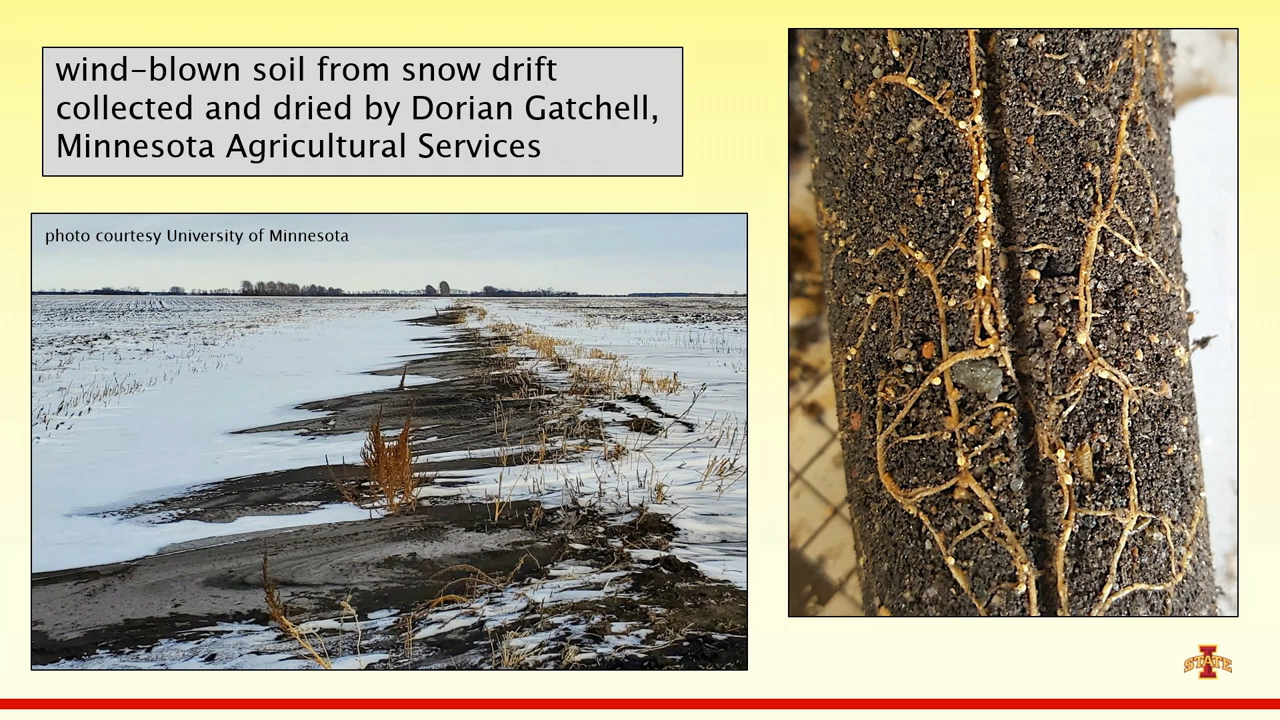 wind-blown soil from snow drift
collected and dried by Dorian Gatchell,
Minnesota Agricultural Services
photo courtesy University of Minnesota
I
STATE